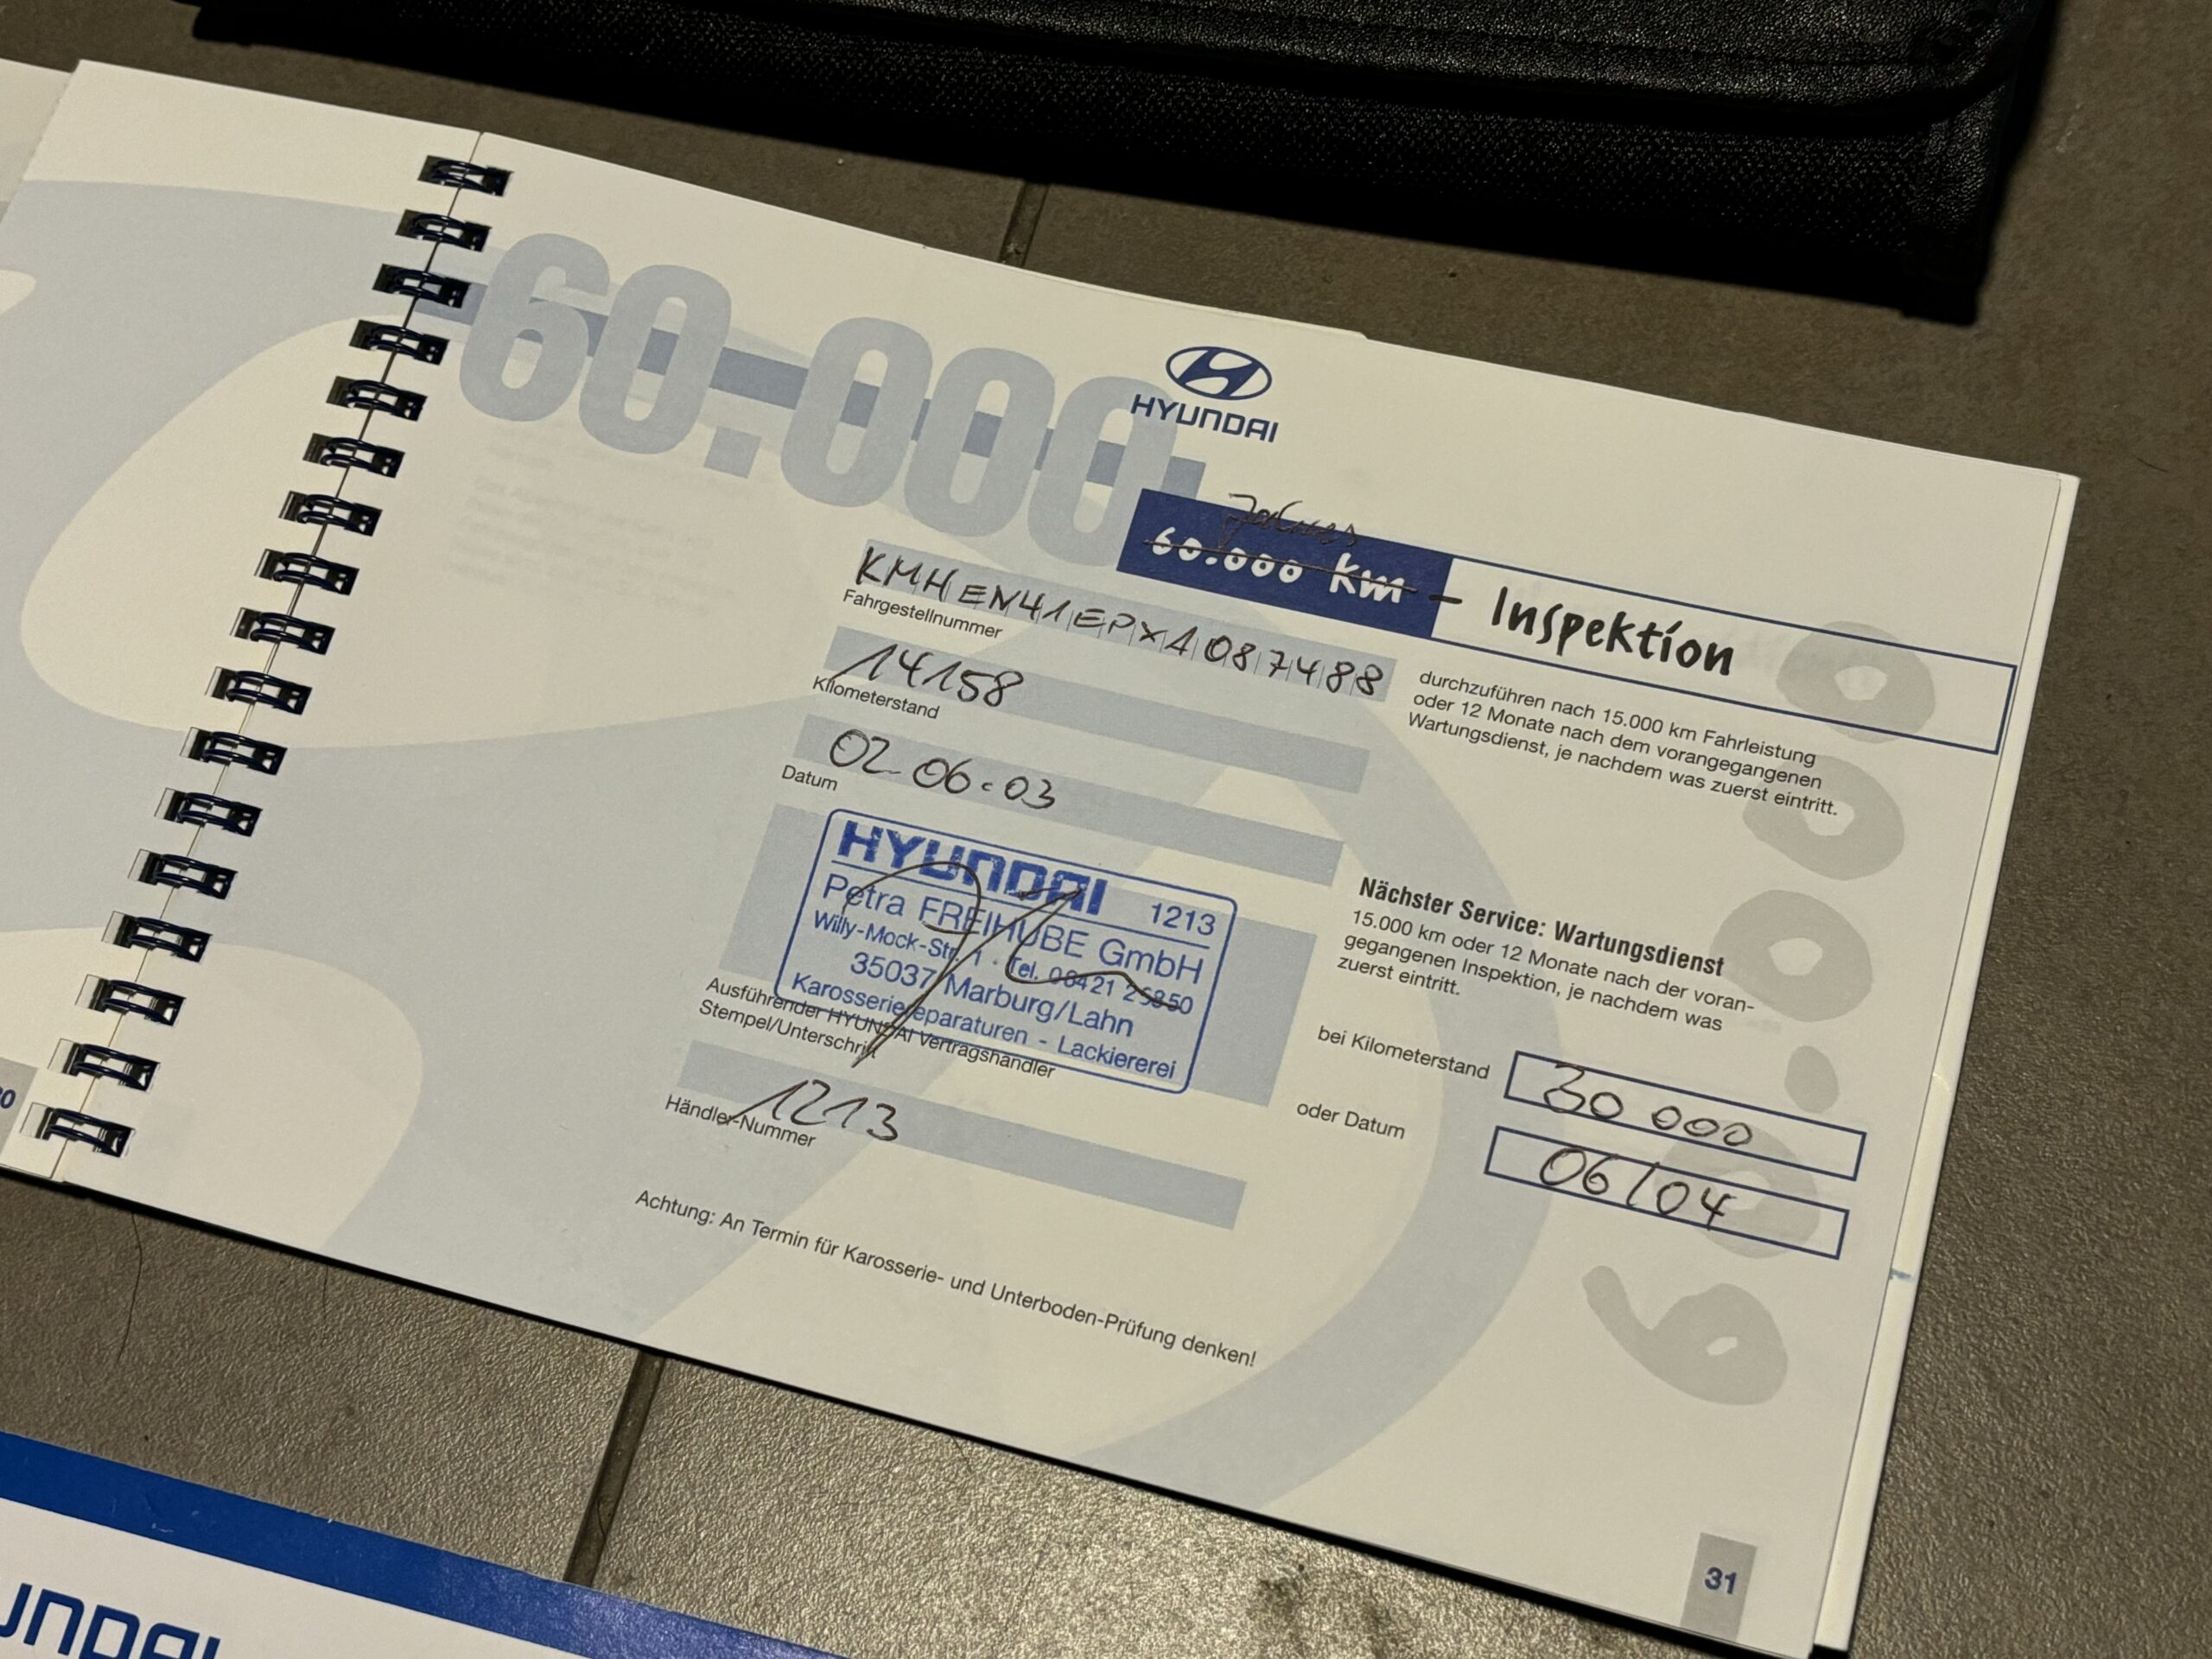 60.000
HYUNDAI
Jahres
60.000 km - Inspektion
KMHEN41EPXA087488
Fahrgestellnummer
14158
Kilometerstand
02.06.03
Datum
HYUNDAI 1213
Petra FREIHUBE GmbH
Willy-Mock-Str. 1 · Tel. 06421 25850
35037 Marburg/Lahn
Karosseriereparaturen - Lackiererei
Ausführender HYUNDAI Vertragshändler
Stempel/Unterschrift
1213
Händler-Nummer
Achtung: An Termin für Karosserie- und Unterboden-Prüfung denken!
durchzuführen nach 15.000 km Fahrleistung
oder 12 Monate nach dem vorangegangenen
Wartungsdienst, je nachdem was zuerst eintritt.
Nächster Service: Wartungsdienst
15.000 km oder 12 Monate nach der voran-
gegangenen Inspektion, je nachdem was
zuerst eintritt.
bei Kilometerstand
30 000
oder Datum
06/04
60.000
31